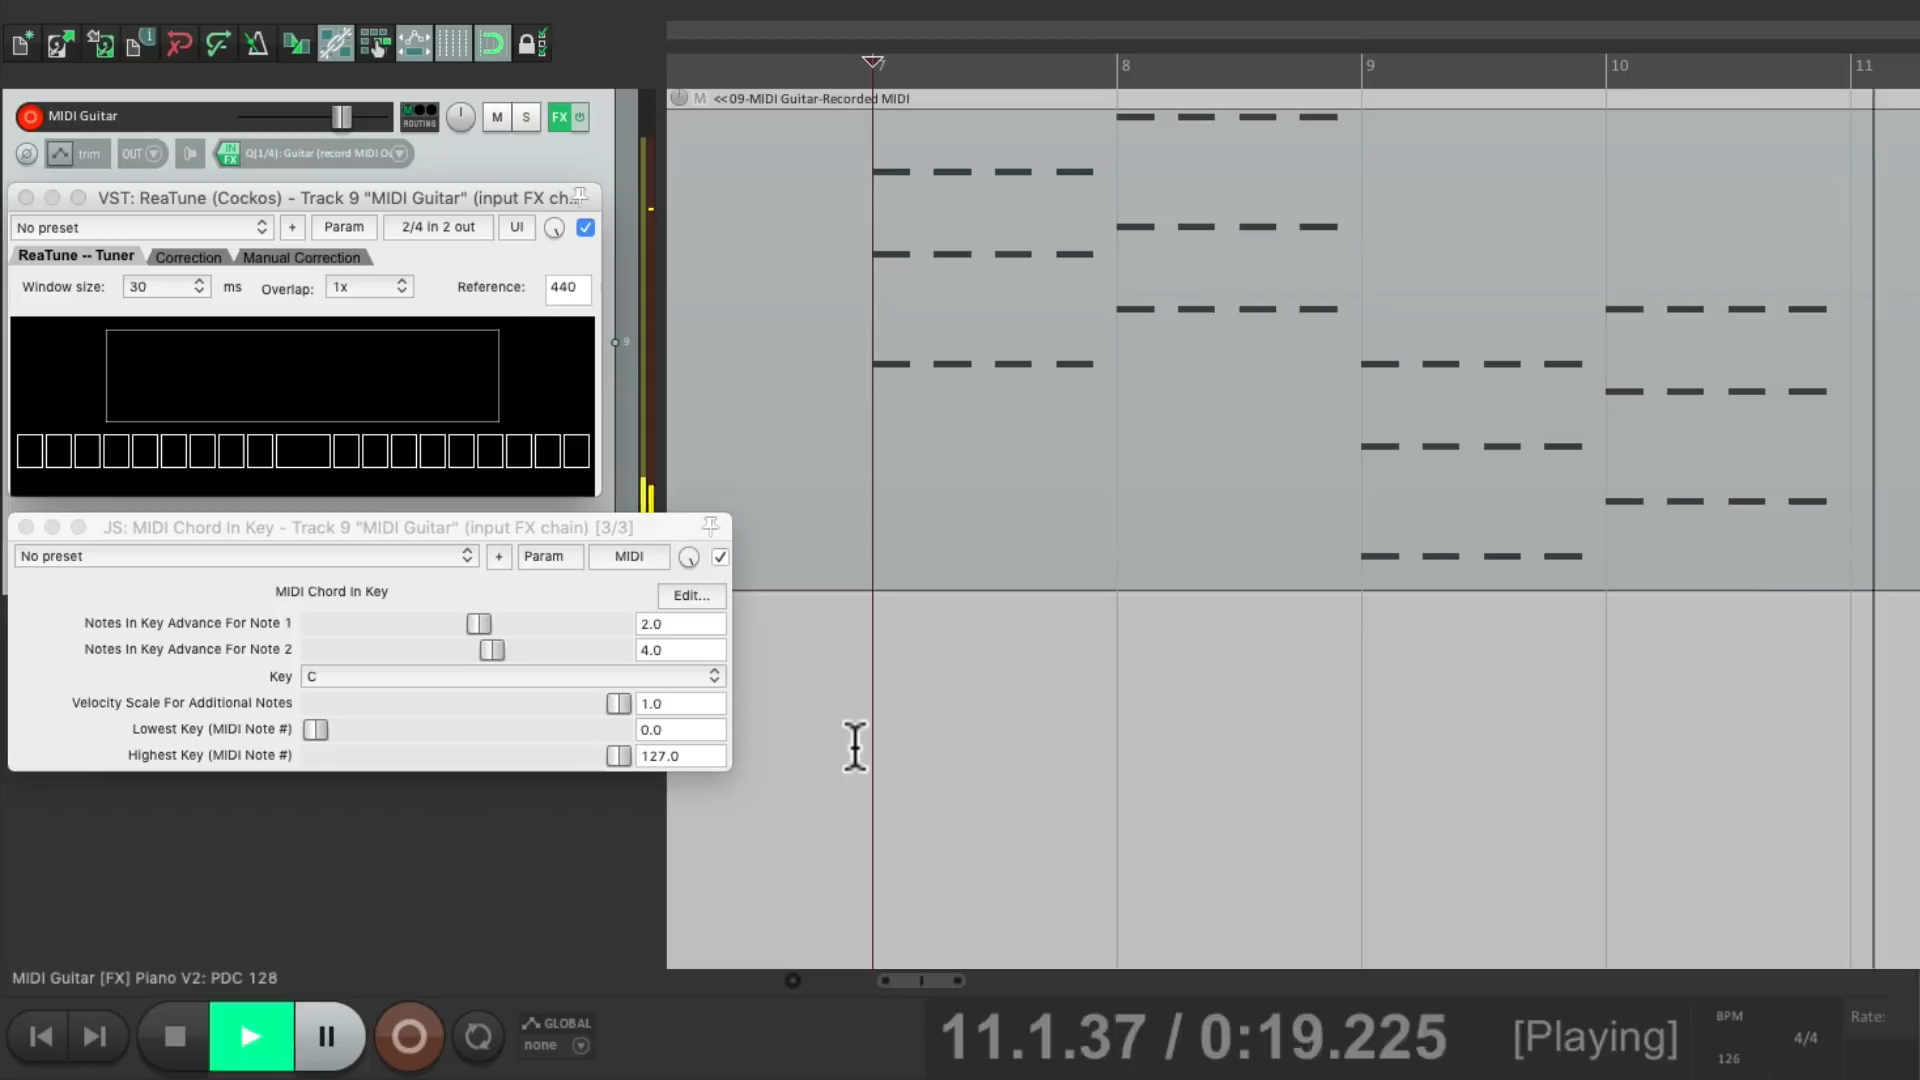 7
8
9
10
11
M <<09-MIDI Guitar-Recorded MIDI
MIDI Guitar
ROUTING
M
S
FX
trim
OUT
IN FX
VST: ReaTune (Cockos) - Track 9 "MIDI Guitar" (input FX ch...
No preset
+
Param
2/4 in 2 out
UI
ReaTune -- Tuner
Correction
Manual Correction
Window size:
30
ms
Overlap:
1x
Reference:
440
9
JS: MIDI Chord In Key - Track 9 "MIDI Guitar" (input FX chain) [3/3]
No preset
+
Param
MIDI
MIDI Chord In Key
Edit...
Notes In Key Advance For Note 1
2.0
Notes In Key Advance For Note 2
4.0
Key
C
Velocity Scale For Additional Notes
1.0
Lowest Key (MIDI Note #)
0.0
Highest Key (MIDI Note #)
127.0
MIDI Guitar [FX] Piano V2: PDC 128
GLOBAL
none
11.1.37 / 0:19.225
[Playing]
BPM
126
4/4
Rate: